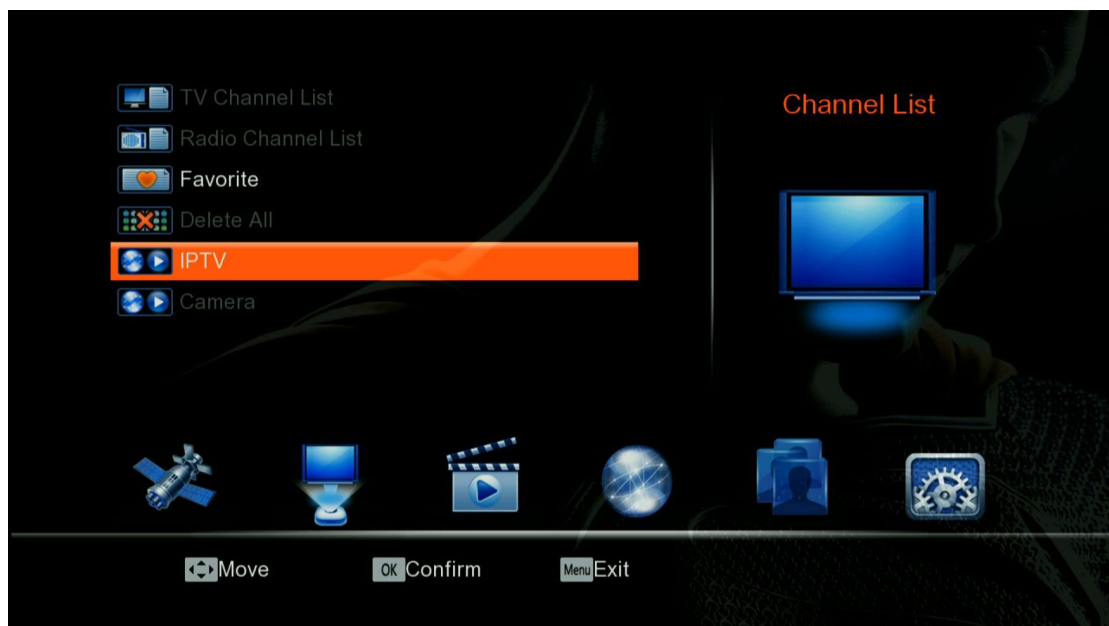 TV Channel List
Radio Channel List
Favorite
Delete All
IPTV
Camera
Channel List
Move
OK Confirm
Menu Exit